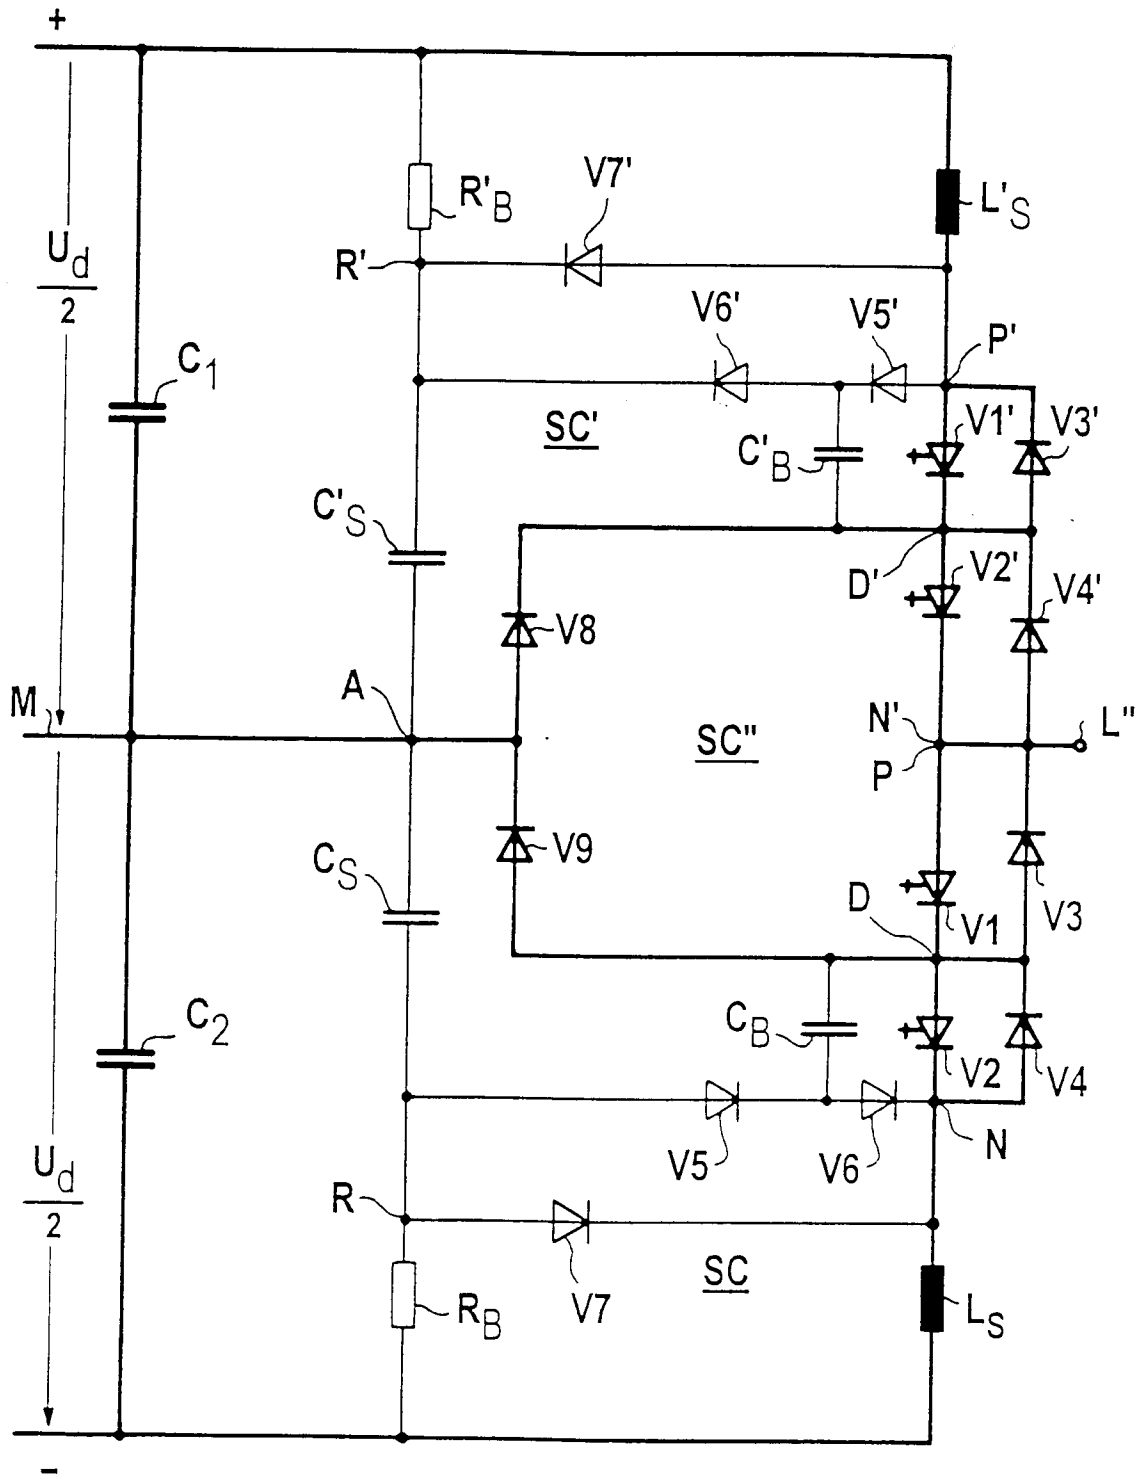 +
V7'
R'B
L'S
Ud
2
R'
V6'
V5'
P'
C1
SC'
V1'
V3'
C'B
C'S
V2'
D'
V4'
V8
M
A
N'
L"
SC"
P
V9
CS
D
V3
V1
C2
CB
V2
V4
V5
V6
N
Ud
2
R
SC
RB
V7
LS
-